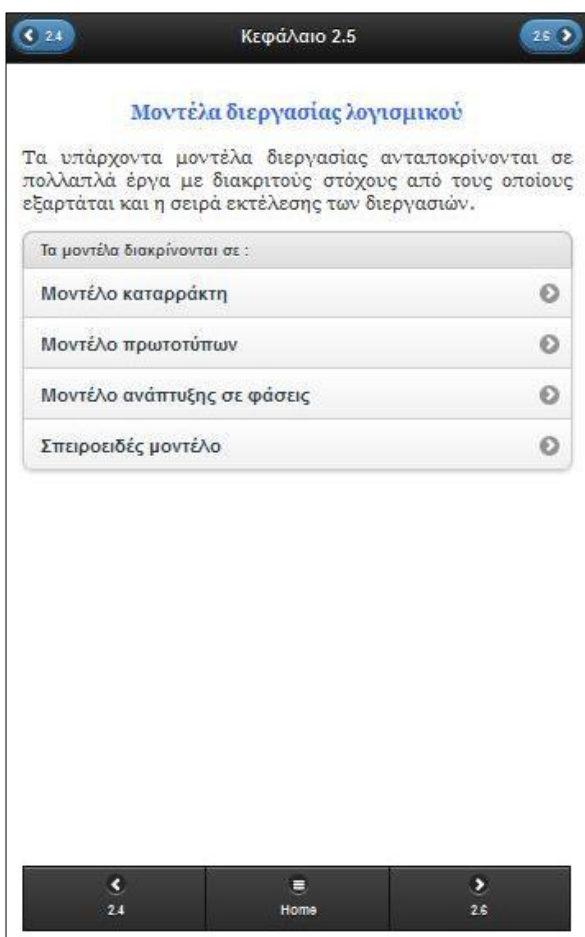 2.4 Κεφάλαιο 2.5 2.6
Μοντέλα διεργασίας λογισμικού
Τα υπάρχοντα μοντέλα διεργασίας ανταποκρίνονται σε
πολλαπλά έργα με διακριτούς στόχους από τους οποίους
εξαρτάται και η σειρά εκτέλεσης των διεργασιών.
Τα μοντέλα διακρίνονται σε :
Μοντέλο καταρράκτη
Μοντέλο πρωτοτύπων
Μοντέλο ανάπτυξης σε φάσεις
Σπειροειδές μοντέλο
2.4 Home 2.6